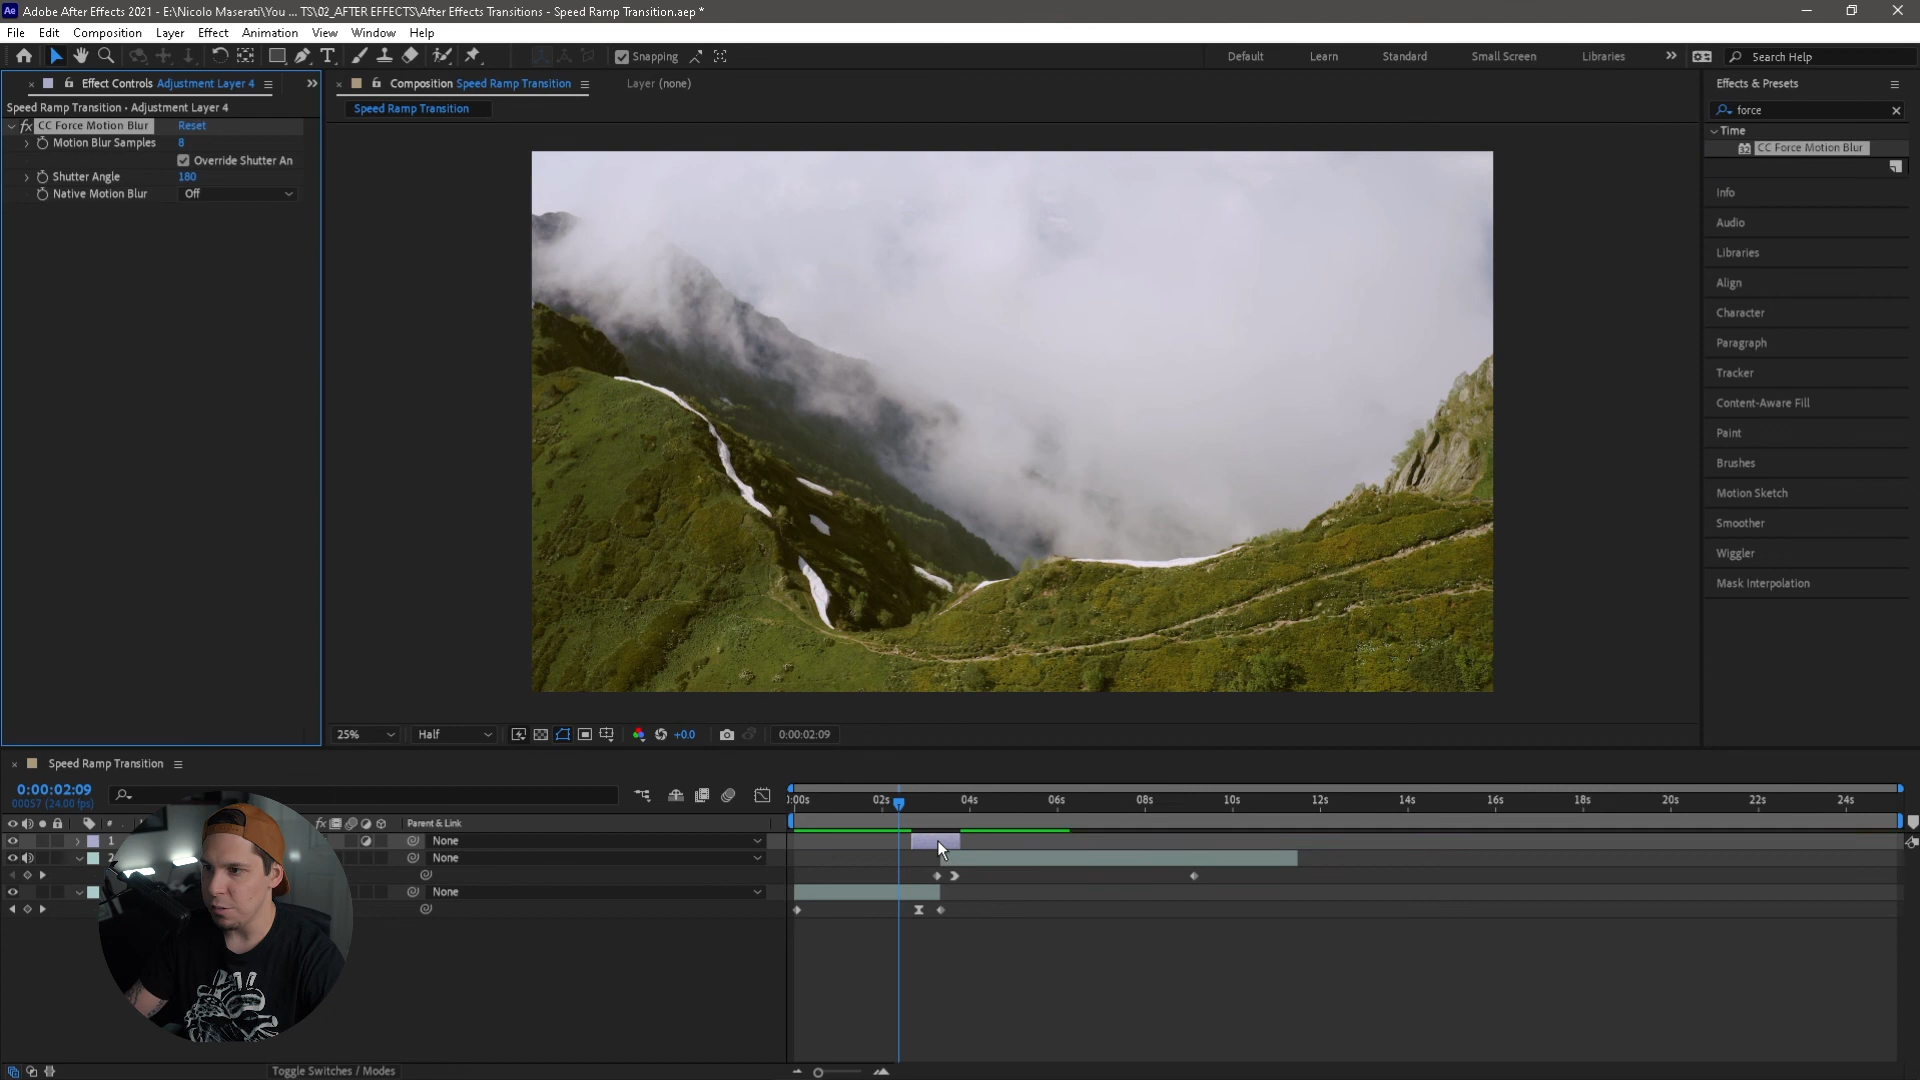 Ae Adobe After Effects 2021 - E:\Nicolo Maserati\You ... TS\02_AFTER EFFECTS\After Effects Transitions - Speed Ramp Transition.aep *
File Edit Composition Layer Effect Animation View Window Help
Snapping Default Learn Standard Small Screen Libraries Search Help
Effect Controls Adjustment Layer 4 Composition Speed Ramp Transition Layer (none) Effects & Presets
Speed Ramp Transition • Adjustment Layer 4 Speed Ramp Transition force
fx CC Force Motion Blur Reset Time
Motion Blur Samples 8 32 CC Force Motion Blur
Override Shutter An
Shutter Angle 180
Native Motion Blur Off
Info
Audio
Libraries
Align
Character
Paragraph
Tracker
Content-Aware Fill
Paint
Brushes
Motion Sketch
Smoother
Wiggler
Mask Interpolation
25% Half +0.0 0:00:02:09
Speed Ramp Transition
0:00:02:09
00057 (24.00 fps)
:00s 02s 04s 06s 08s 10s 12s 14s 16s 18s 20s 22s 24s
# fx Parent & Link
1 None
2 None
None
Toggle Switches / Modes